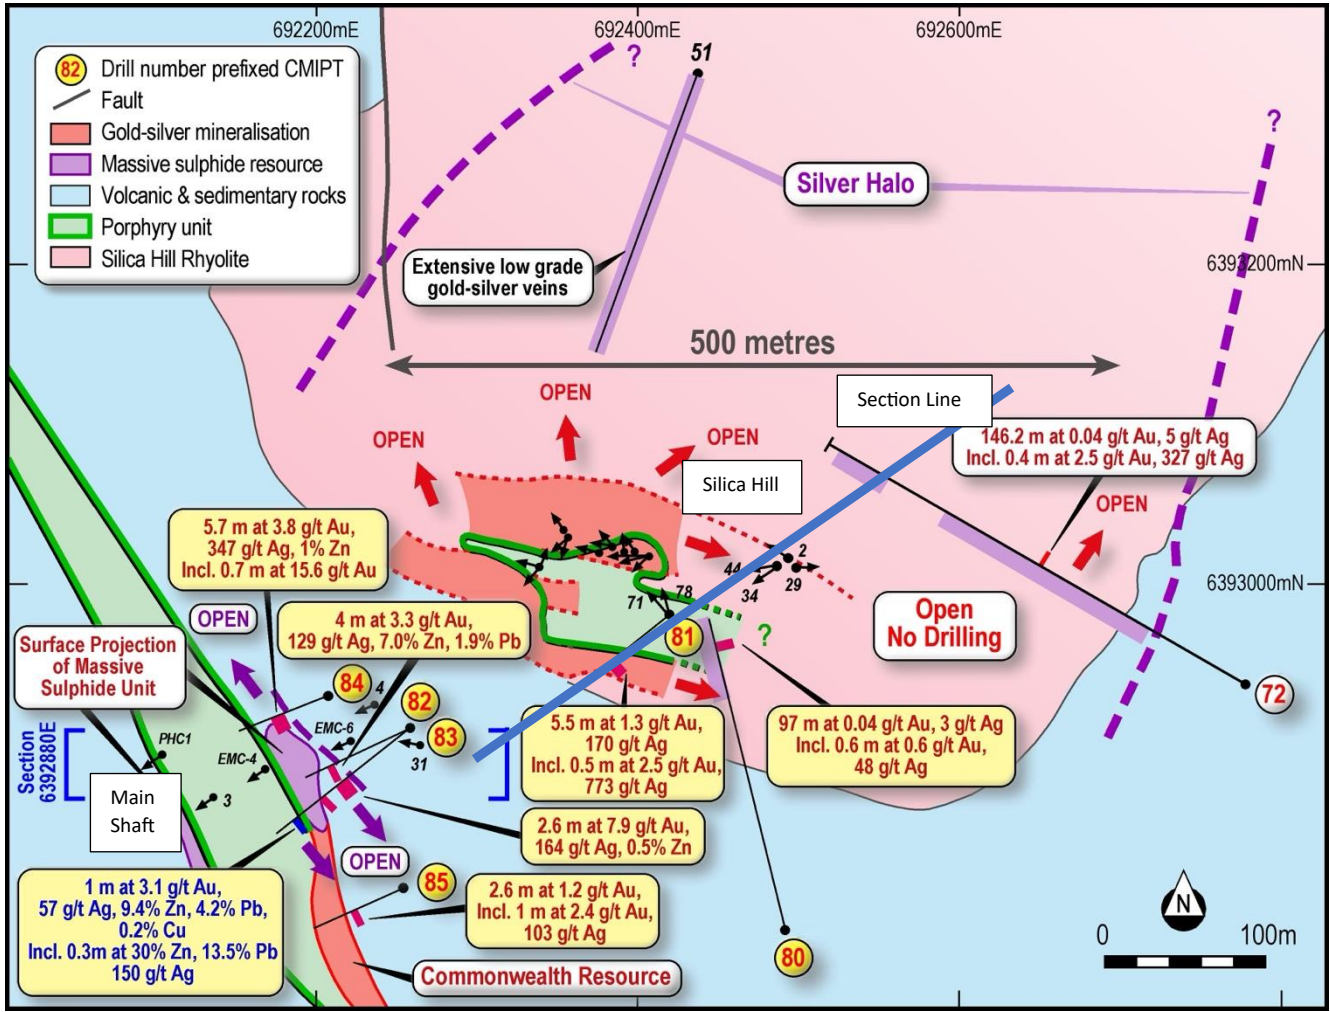 692200mE
692400mE
692600mE
82 Drill number prefixed CMIPT
Fault
Gold-silver mineralisation
Massive sulphide resource
Volcanic & sedimentary rocks
Porphyry unit
Silica Hill Rhyolite
?
51
?
Silver Halo
Extensive low grade
gold-silver veins
6393200mN
500 metres
Section Line
OPEN
OPEN
OPEN
Silica Hill
146.2 m at 0.04 g/t Au, 5 g/t Ag
Incl. 0.4 m at 2.5 g/t Au, 327 g/t Ag
OPEN
5.7 m at 3.8 g/t Au,
347 g/t Ag, 1% Zn
Incl. 0.7 m at 15.6 g/t Au
2
44
29
34
6393000mN
71
78
81
?
Open
No Drilling
OPEN
4 m at 3.3 g/t Au,
129 g/t Ag, 7.0% Zn, 1.9% Pb
Surface Projection
of Massive
Sulphide Unit
84
4
82
72
EMC-6
83
31
PHC1
EMC-4
3
Section
6392880E
5.5 m at 1.3 g/t Au,
170 g/t Ag
Incl. 0.5 m at 2.5 g/t Au,
773 g/t Ag
97 m at 0.04 g/t Au, 3 g/t Ag
Incl. 0.6 m at 0.6 g/t Au,
48 g/t Ag
Main
Shaft
2.6 m at 7.9 g/t Au,
164 g/t Ag, 0.5% Zn
OPEN
85
1 m at 3.1 g/t Au,
57 g/t Ag, 9.4% Zn, 4.2% Pb,
0.2% Cu
Incl. 0.3m at 30% Zn, 13.5% Pb
150 g/t Ag
2.6 m at 1.2 g/t Au,
Incl. 1 m at 2.4 g/t Au,
103 g/t Ag
Commonwealth Resource
80
N
0
100m